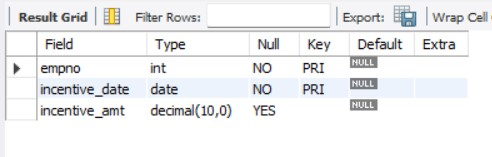 Result Grid Filter Rows: Export: Wrap Cell
Field Type Null Key Default Extra
empno int NO PRI NULL
incentive_date date NO PRI NULL
incentive_amt decimal(10,0) YES NULL